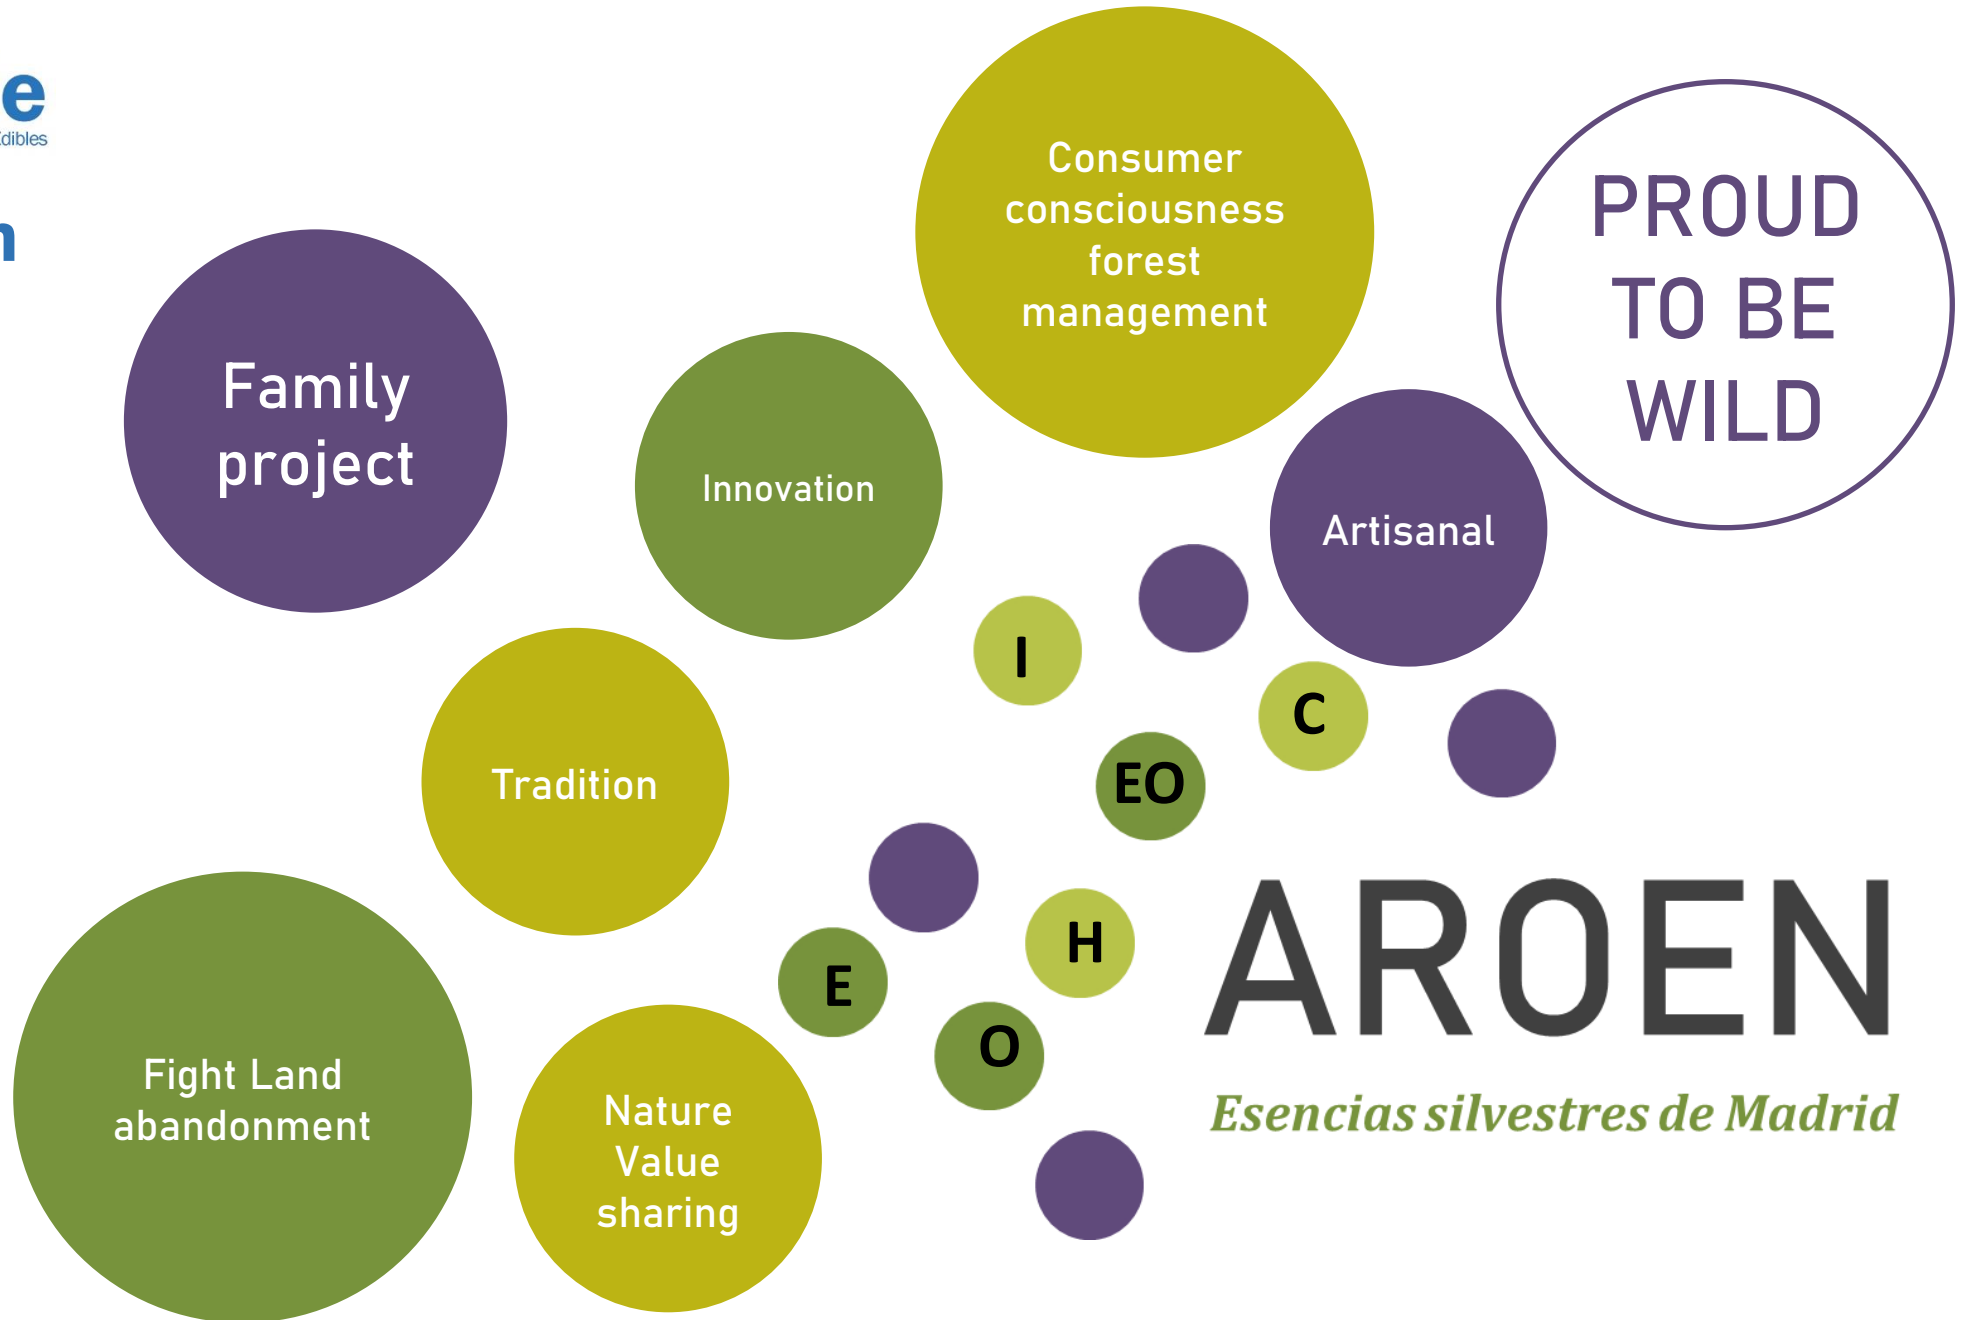 e
Edibles
n
Consumer
consciousness
forest
management
PROUD
TO BE
WILD
Family
project
Innovation
Artisanal
I
C
EO
Tradition
H
E
O
AROEN
Esencias silvestres de Madrid
Fight Land
abandonment
Nature
Value
sharing